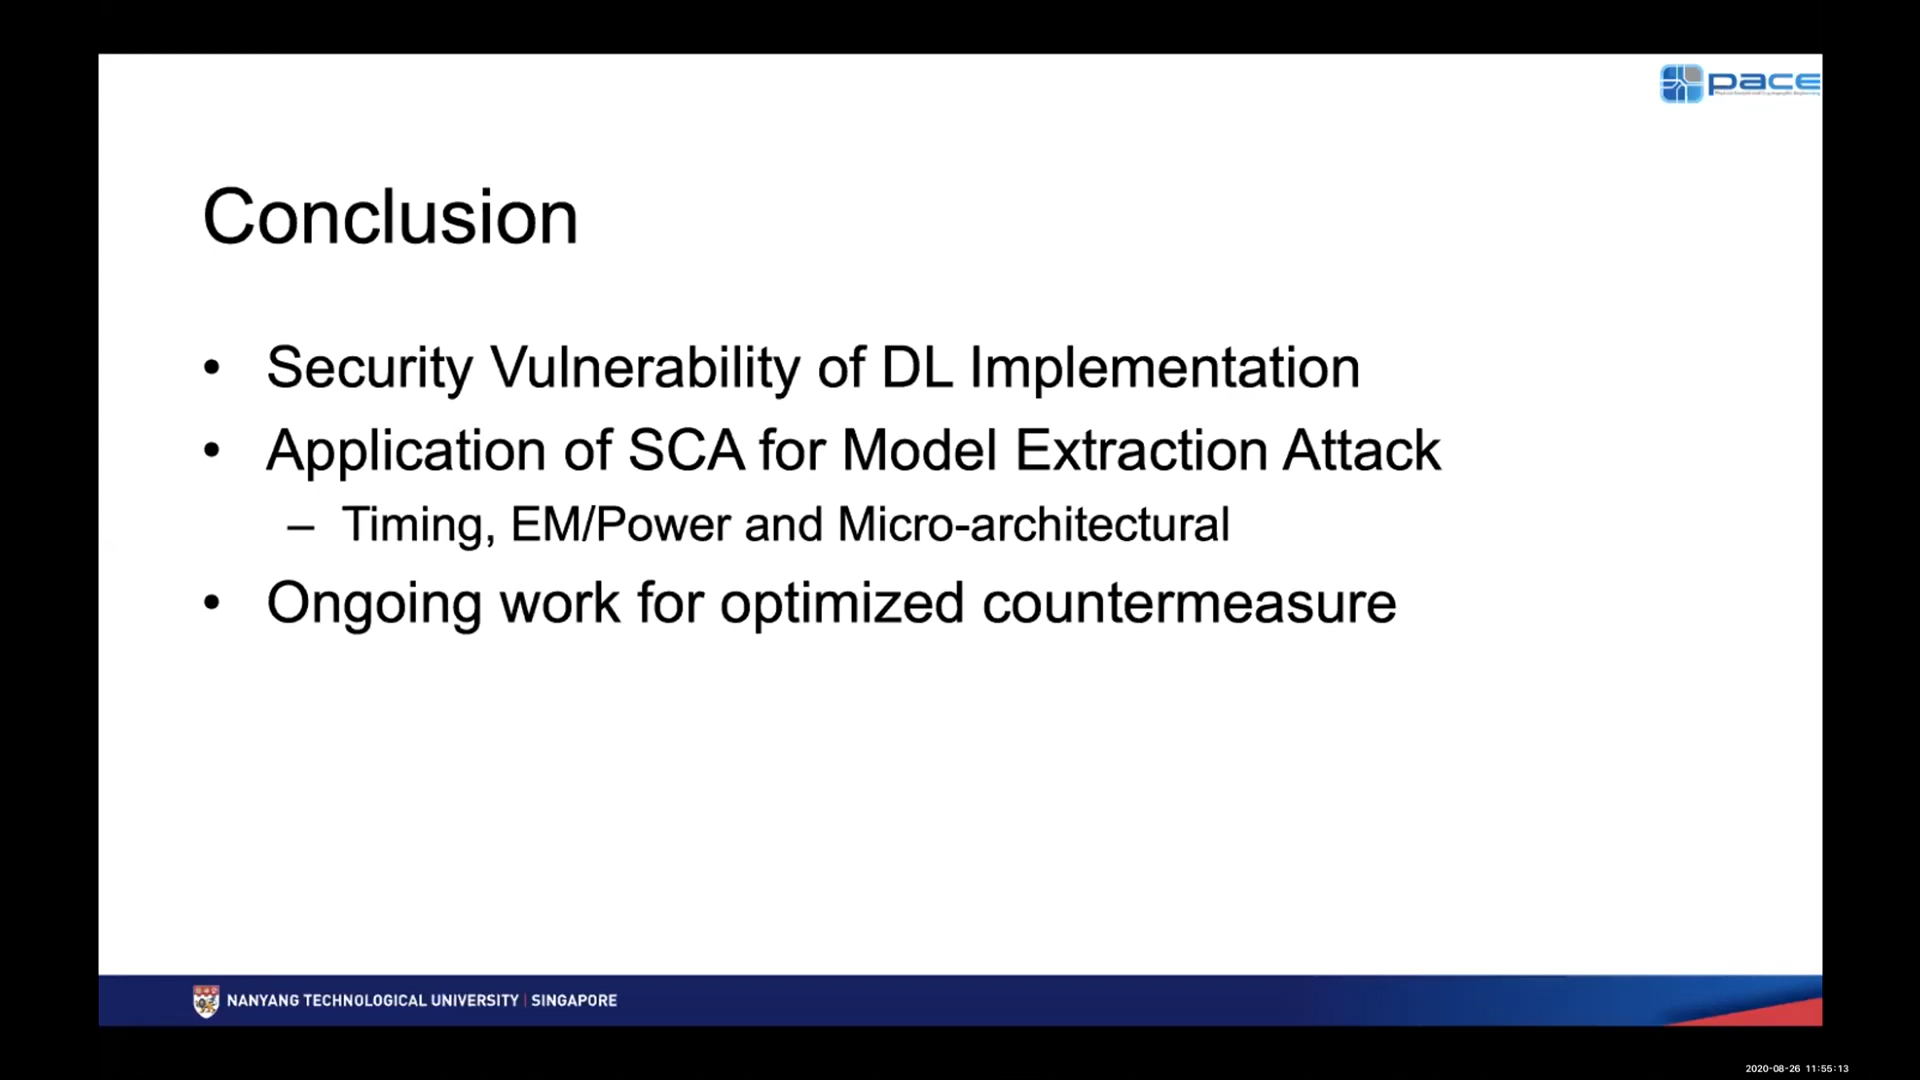 pace
Conclusion
• Security Vulnerability of DL Implementation
• Application of SCA for Model Extraction Attack
– Timing, EM/Power and Micro-architectural
• Ongoing work for optimized countermeasure
NANYANG TECHNOLOGICAL UNIVERSITY | SINGAPORE
2020-08-26 11:55:13